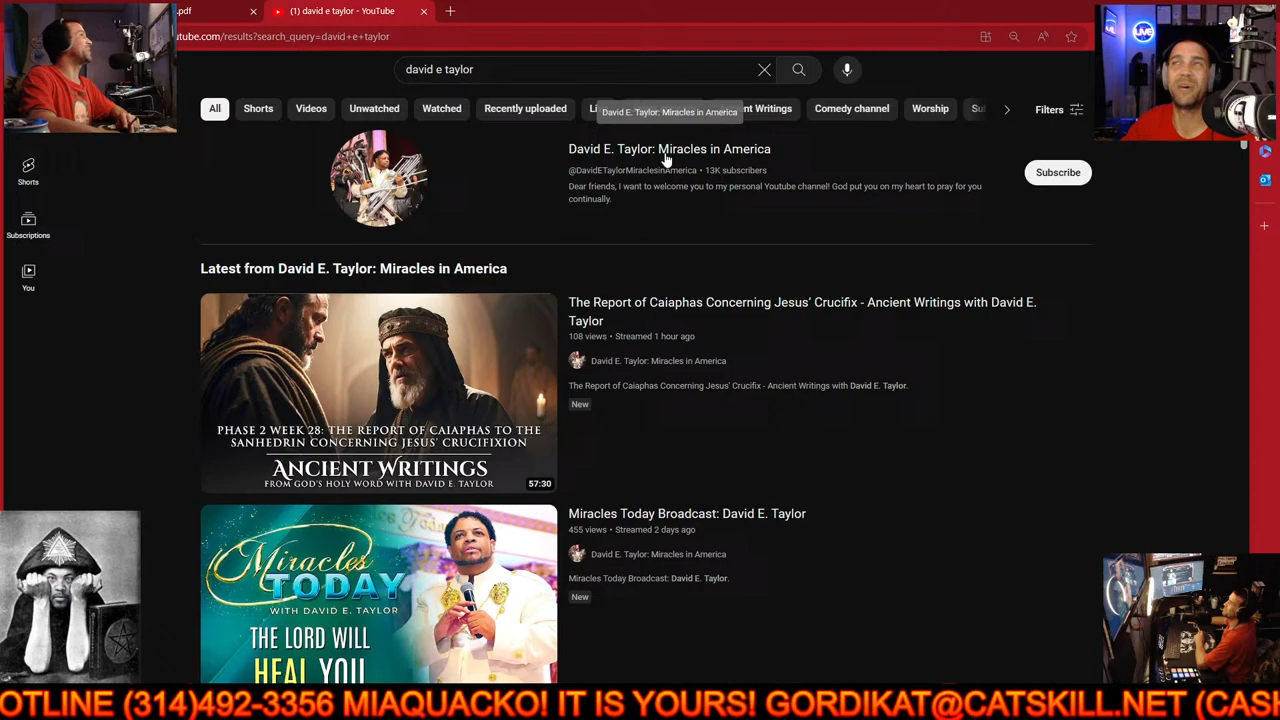 .pdf
(1) david e taylor - YouTube
tube.com/results?search_query=david+e+taylor
david e taylor
All
Shorts
Videos
Unwatched
Watched
Recently uploaded
Li
nt Writings
Comedy channel
Worship
Filters
David E. Taylor: Miracles in America
David E. Taylor: Miracles in America
@DavidETaylorMiraclesinAmerica • 13K subscribers
Dear friends, I want to welcome you to my personal Youtube channel! God put you on my heart to pray for you
continually.
Subscribe
Shorts
Subscriptions
You
Latest from David E. Taylor: Miracles in America
PHASE 2 WEEK 28: THE REPORT OF CAIAPHAS TO THE
SANHEDRIN CONCERNING JESUS' CRUCIFIXION
ANCIENT WRITINGS
FROM GOD'S HOLY WORD WITH DAVID E. TAYLOR
57:30
The Report of Caiaphas Concerning Jesus' Crucifix - Ancient Writings with David E.
Taylor
108 views • Streamed 1 hour ago
David E. Taylor: Miracles in America
The Report of Caiaphas Concerning Jesus' Crucifix - Ancient Writings with David E. Taylor.
New
Miracles
TODAY
WITH DAVID E. TAYLOR
THE LORD WILL
HEAL YOU
Miracles Today Broadcast: David E. Taylor
455 views • Streamed 2 days ago
David E. Taylor: Miracles in America
Miracles Today Broadcast: David E. Taylor.
New
LIVE
OTLINE (314)492-3356 MIAQUACKO! IT IS YOURS! GORDIKAT@CATSKILL.NET (CASI